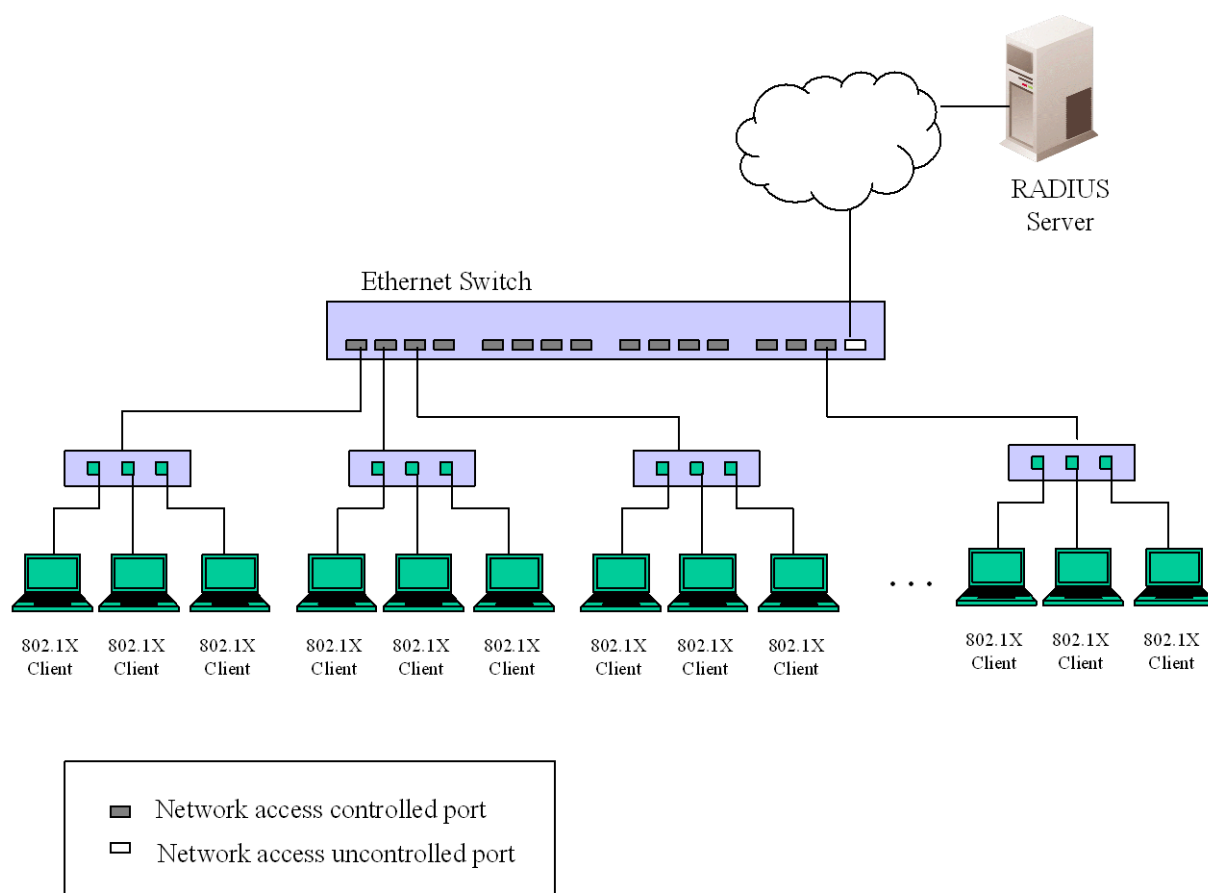 RADIUS
Server
Ethernet Switch
802.1X
Client
802.1X
Client
802.1X
Client
802.1X
Client
802.1X
Client
802.1X
Client
802.1X
Client
802.1X
Client
802.1X
Client
...
802.1X
Client
802.1X
Client
802.1X
Client
Network access controlled port
Network access uncontrolled port